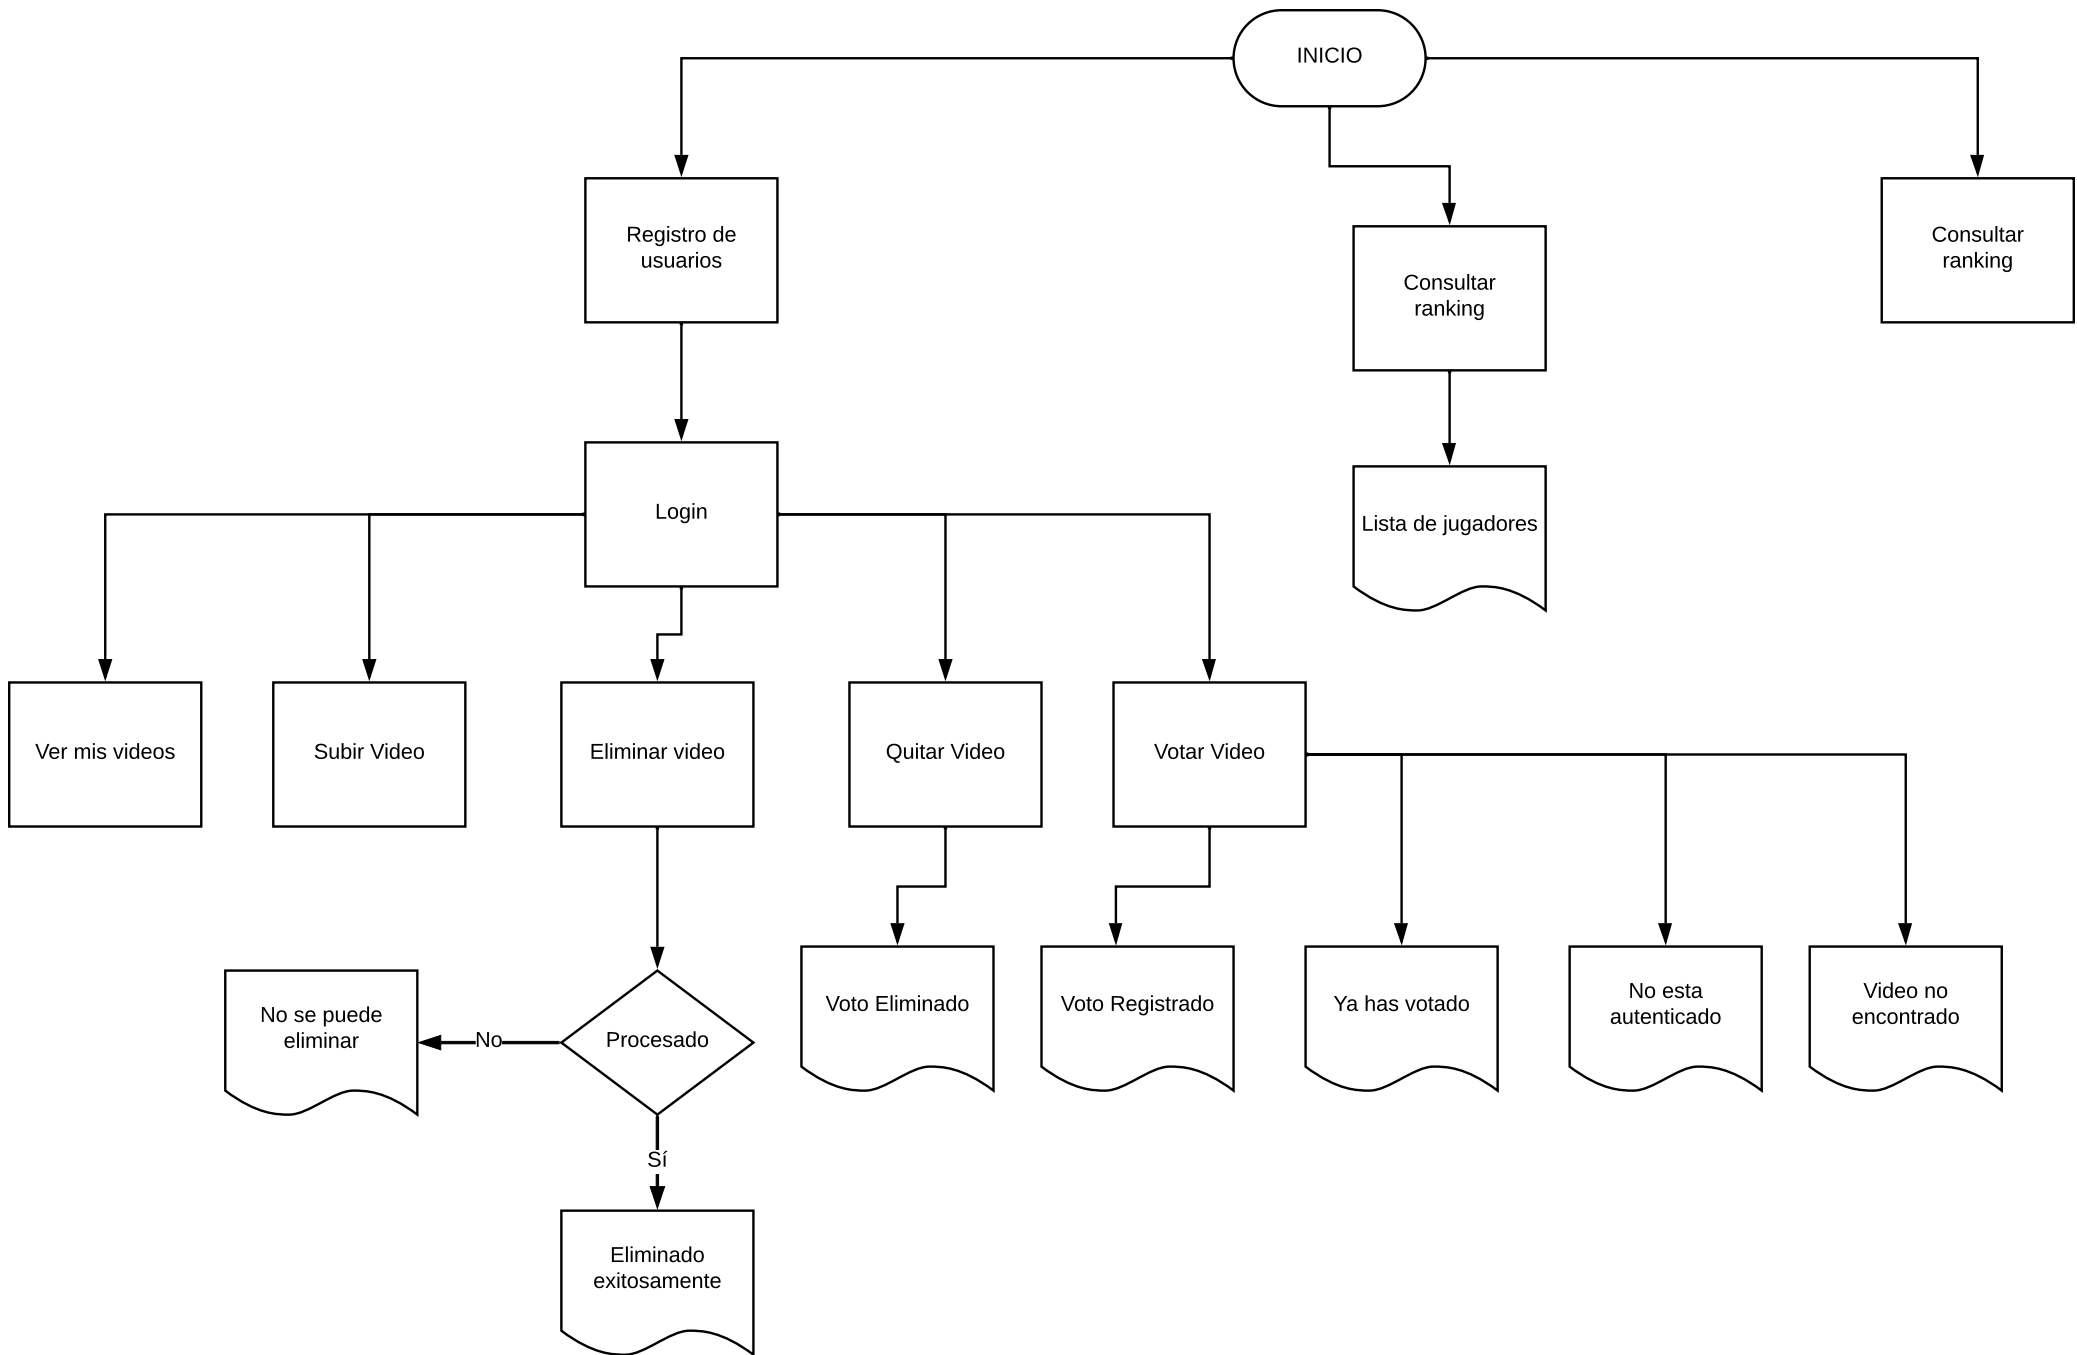 INICIO
Registro de
usuarios
Consultar
ranking
Consultar
ranking
Login
Lista de jugadores
Ver mis videos
Subir Video
Eliminar video
Quitar Video
Votar Video
No se puede
eliminar
No
Procesado
Voto Eliminado
Voto Registrado
Ya has votado
No esta
autenticado
Video no
encontrado
Sí
Eliminado
exitosamente